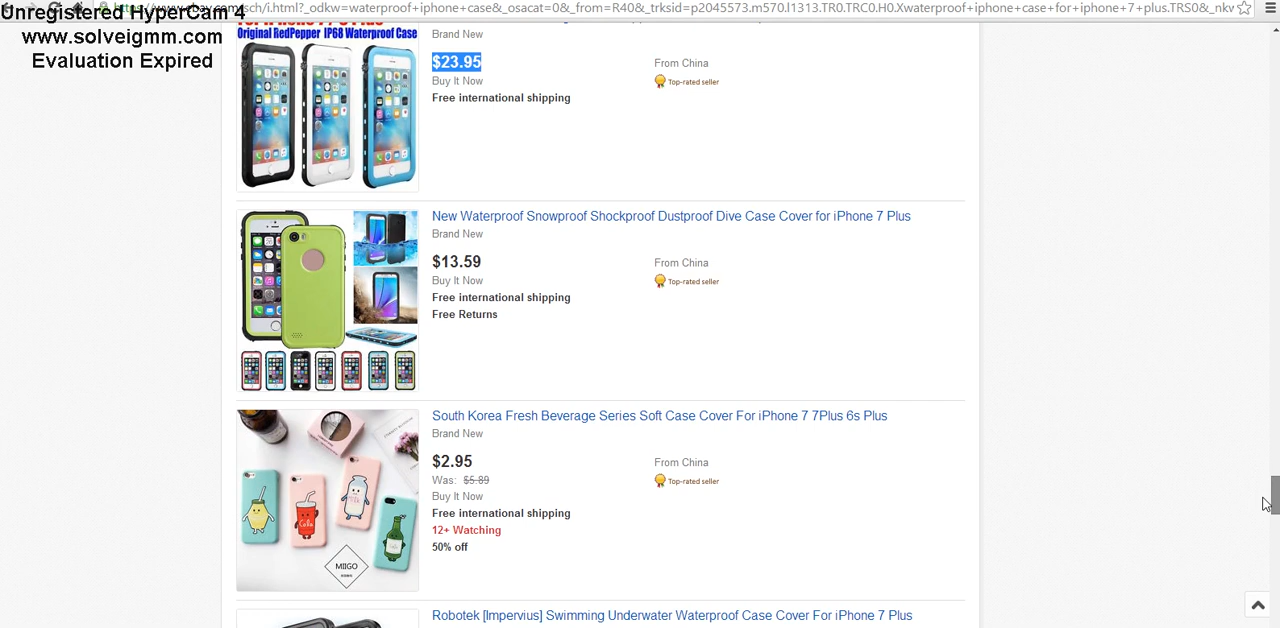 Unregistered HyperCam 4
www.solveigmm.com
Evaluation Expired
Original RedPepper IP68 Waterproof Case
Brand New
$23.95
From China
Buy It Now
Top-rated seller
Free international shipping
New Waterproof Snowproof Shockproof Dustproof Dive Case Cover for iPhone 7 Plus
Brand New
$13.59
From China
Buy It Now
Top-rated seller
Free international shipping
Free Returns
South Korea Fresh Beverage Series Soft Case Cover For iPhone 7 7Plus 6s Plus
Brand New
$2.95
From China
Was: $5.89
Top-rated seller
Buy It Now
Free international shipping
12+ Watching
50% off
MIIGO
Robotek [Impervius] Swimming Underwater Waterproof Case Cover For iPhone 7 Plus